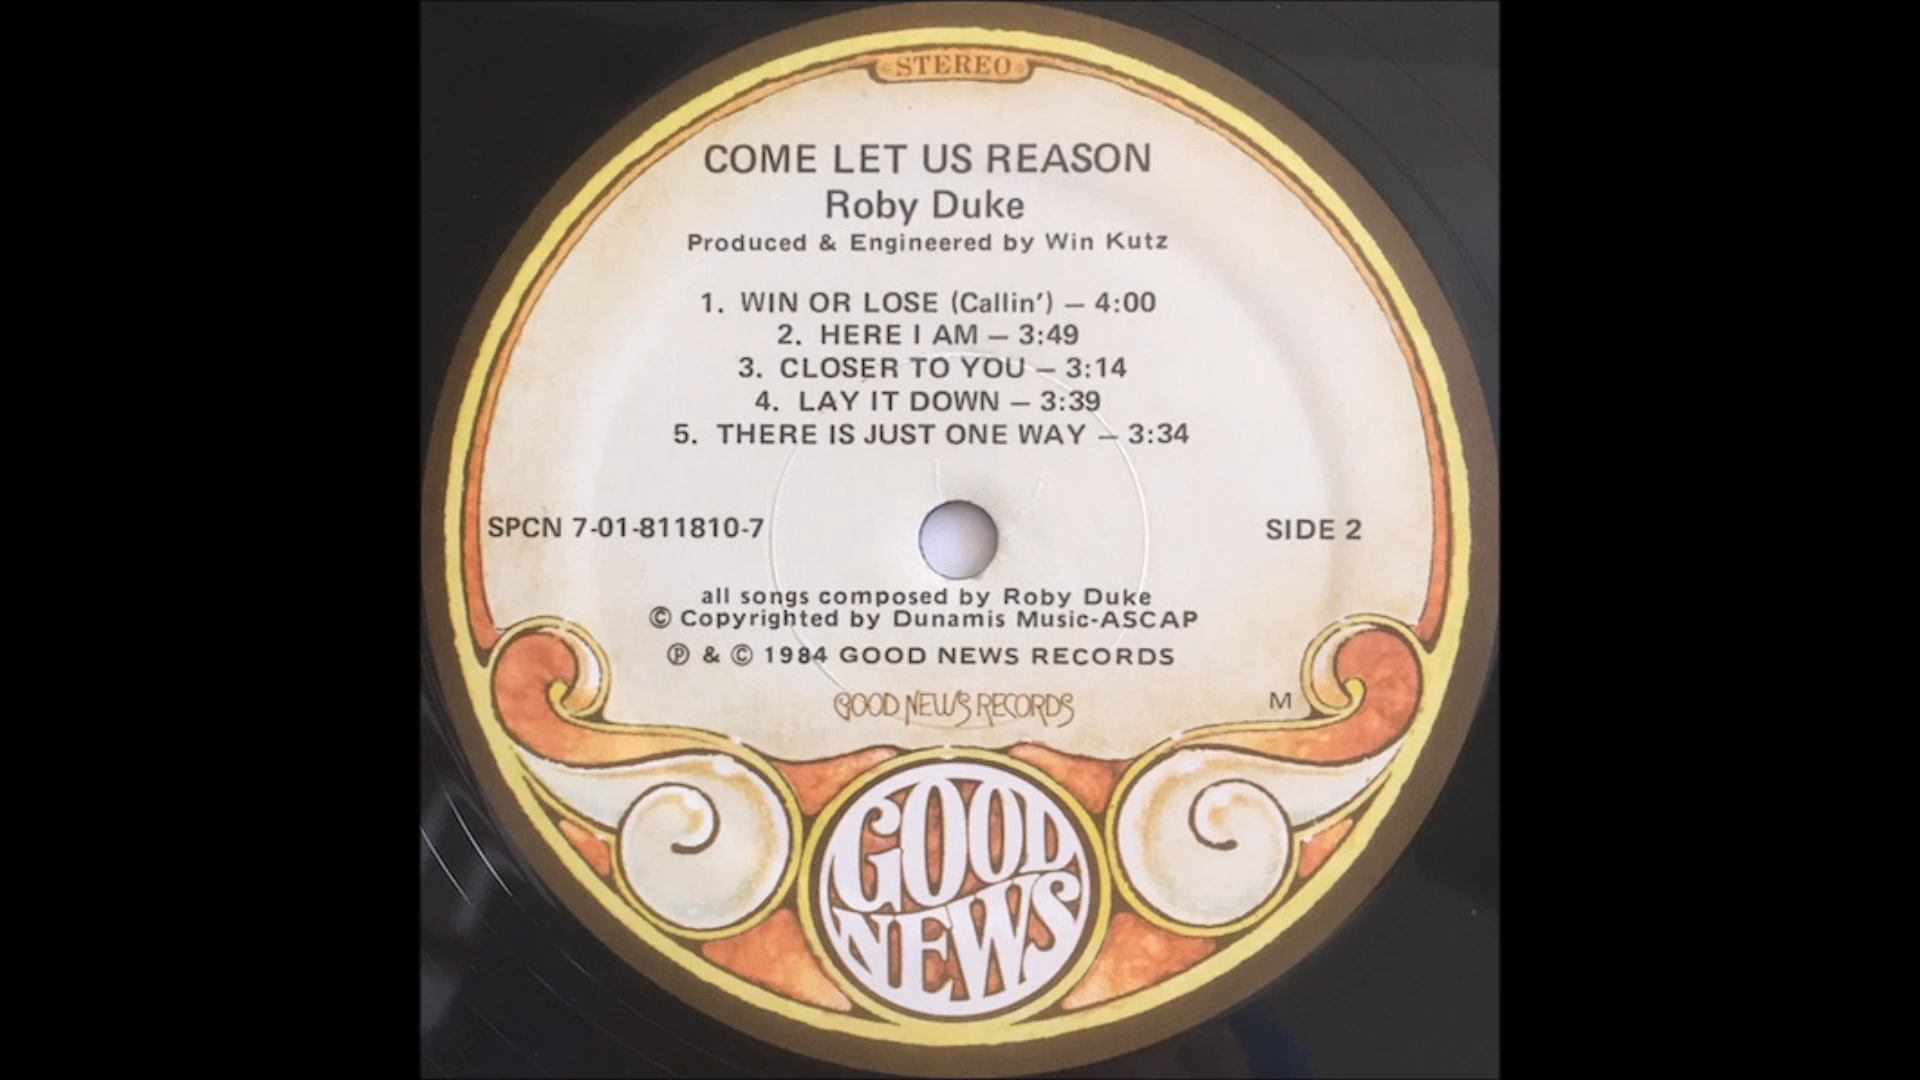 STEREO
COME LET US REASON
Roby Duke
Produced & Engineered by Win Kutz
1. WIN OR LOSE (Callin') — 4:00
2. HERE I AM — 3:49
3. CLOSER TO YOU — 3:14
4. LAY IT DOWN — 3:39
5. THERE IS JUST ONE WAY — 3:34
SPCN 7-01-811810-7
SIDE 2
all songs composed by Roby Duke
© Copyrighted by Dunamis Music-ASCAP
℗ & © 1984 GOOD NEWS RECORDS
GOOD NEWS RECORDS
M
GOOD
NEWS